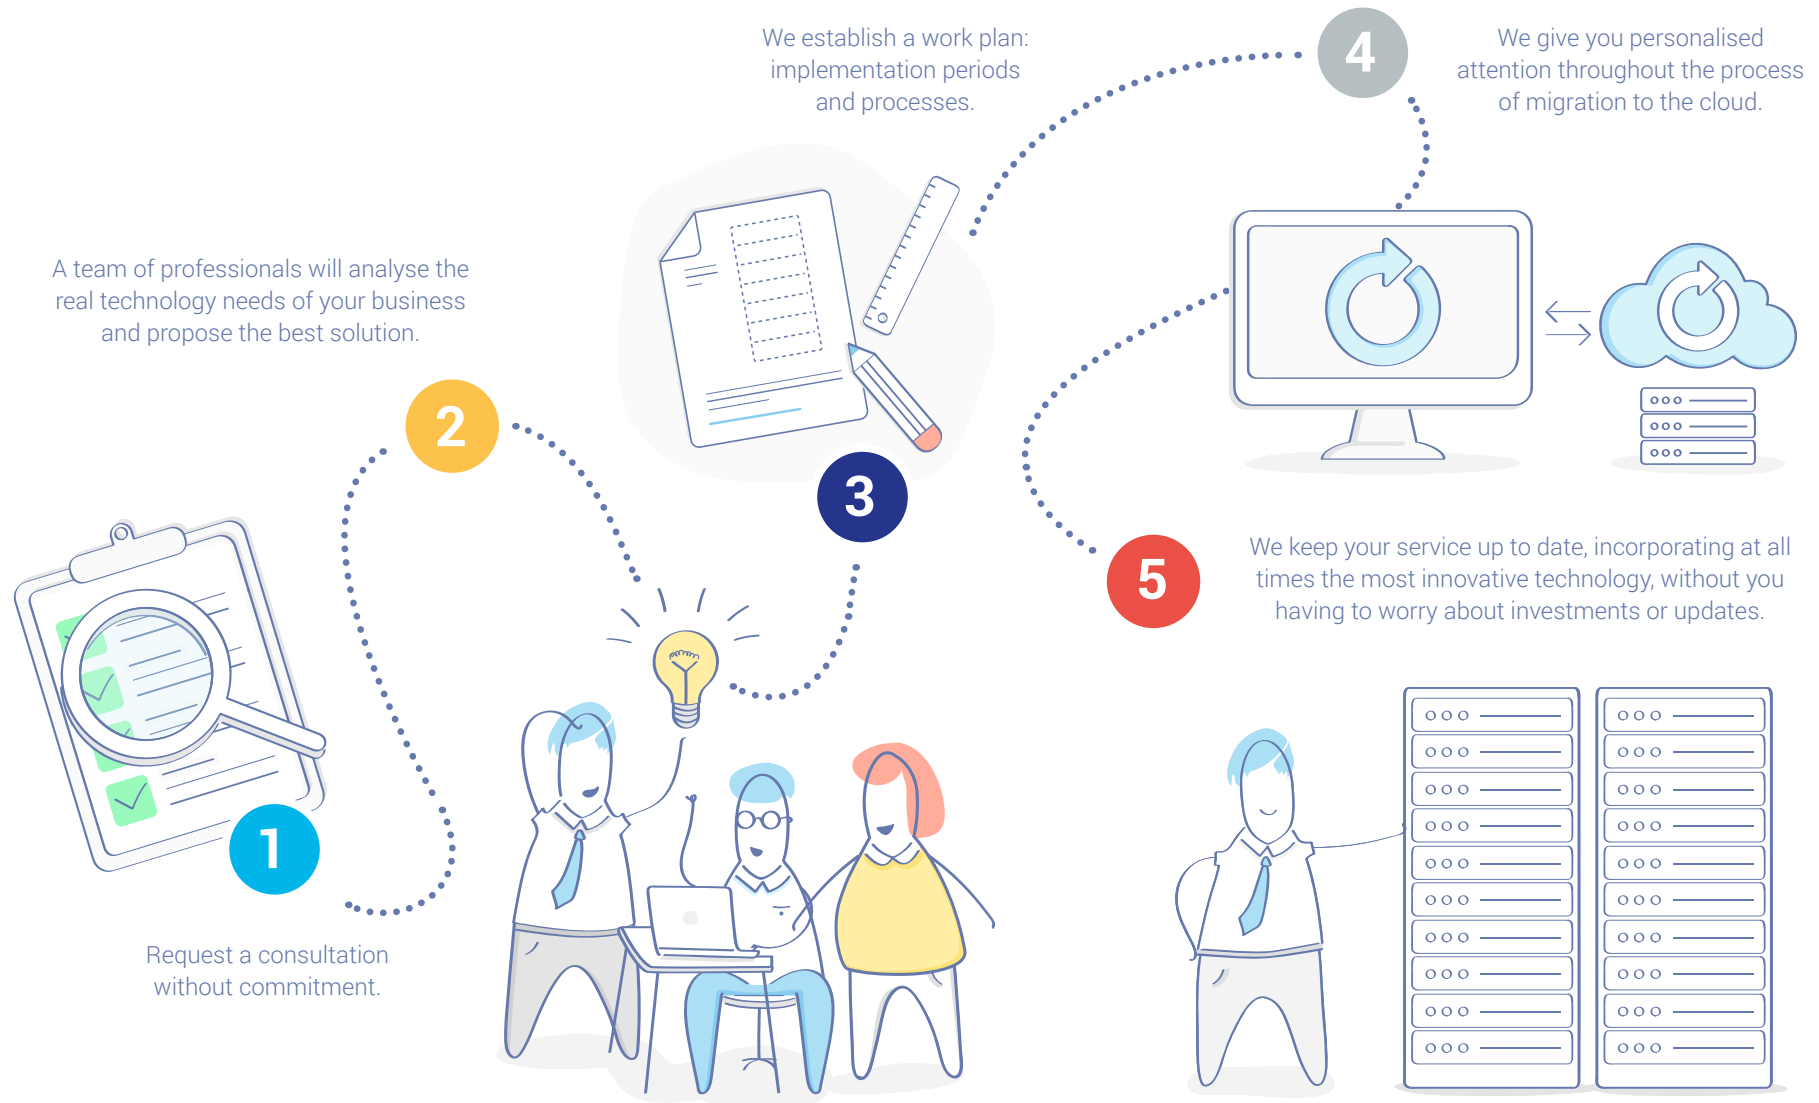 1
Request a consultation
without commitment.
2
A team of professionals will analyse the
real technology needs of your business
and propose the best solution.
3
We establish a work plan:
implementation periods
and processes.
4
We give you personalised
attention throughout the process
of migration to the cloud.
5
We keep your service up to date, incorporating at all
times the most innovative technology, without you
having to worry about investments or updates.